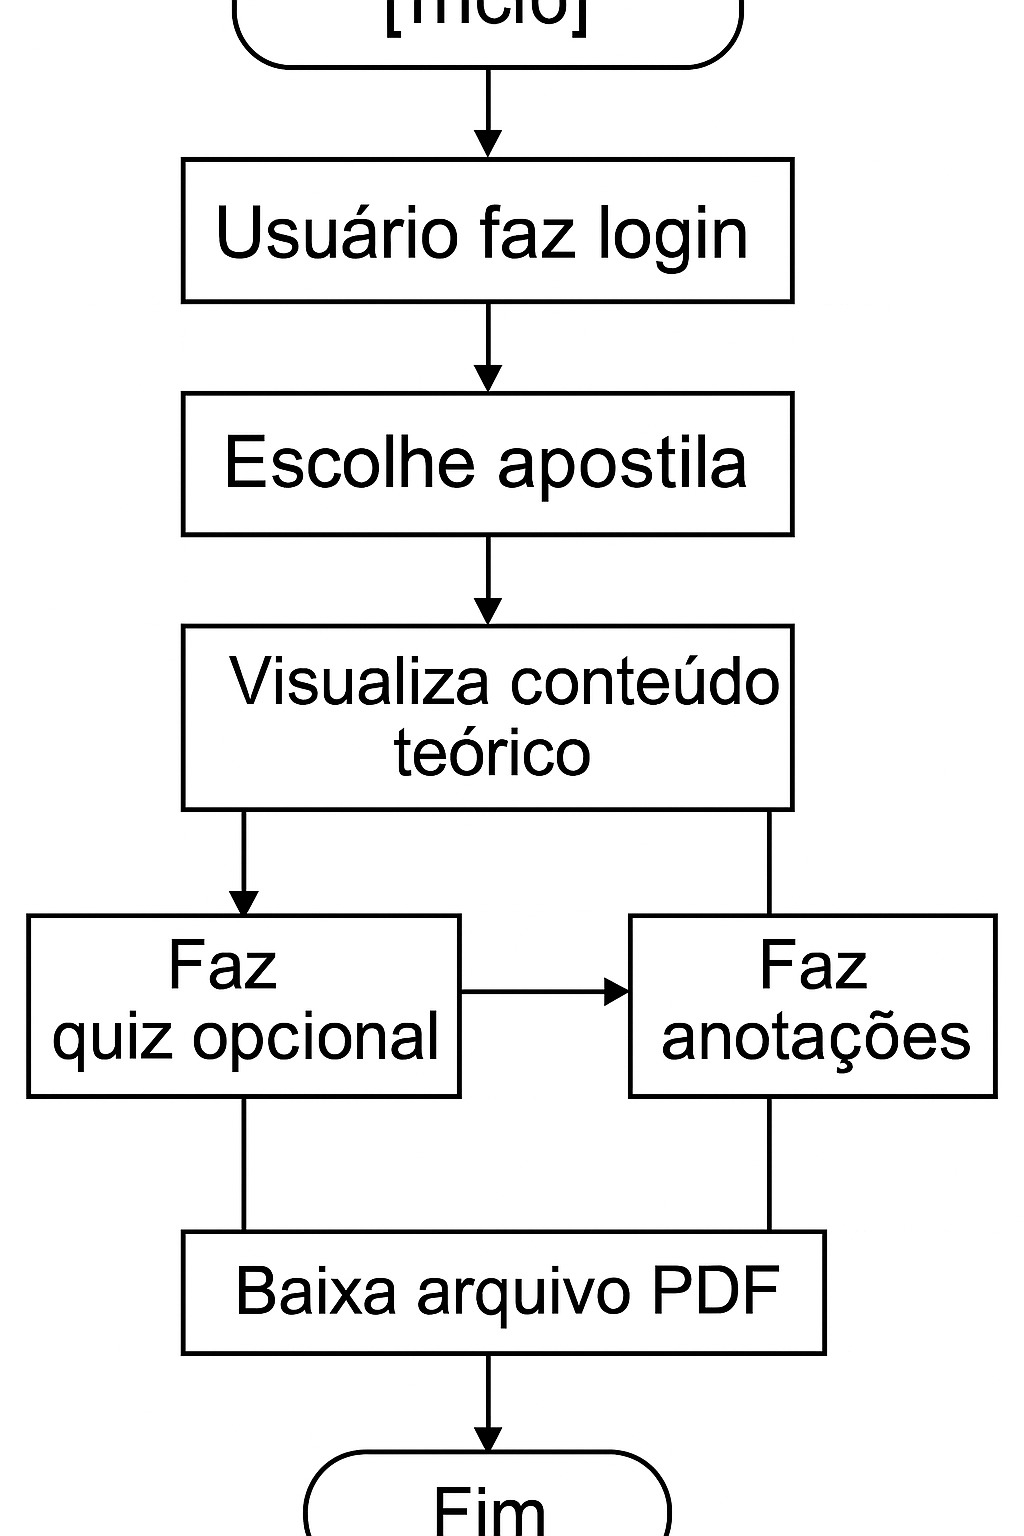 [Início]
Usuário faz login
Escolhe apostila
Visualiza conteúdo
teórico
Faz
quiz opcional
Faz
anotações
Baixa arquivo PDF
Fim